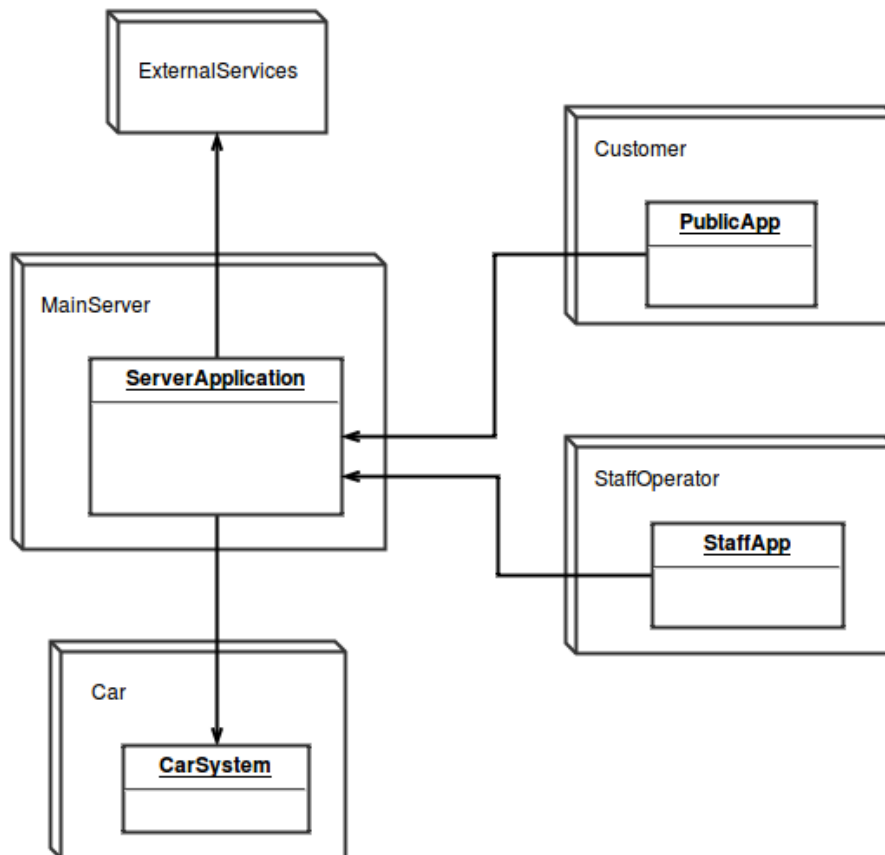 ExternalServices
Customer
PublicApp
MainServer
ServerApplication
StaffOperator
StaffApp
Car
CarSystem